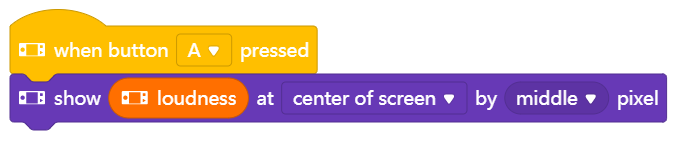 when button A pressed
show loudness at center of screen by middle pixel